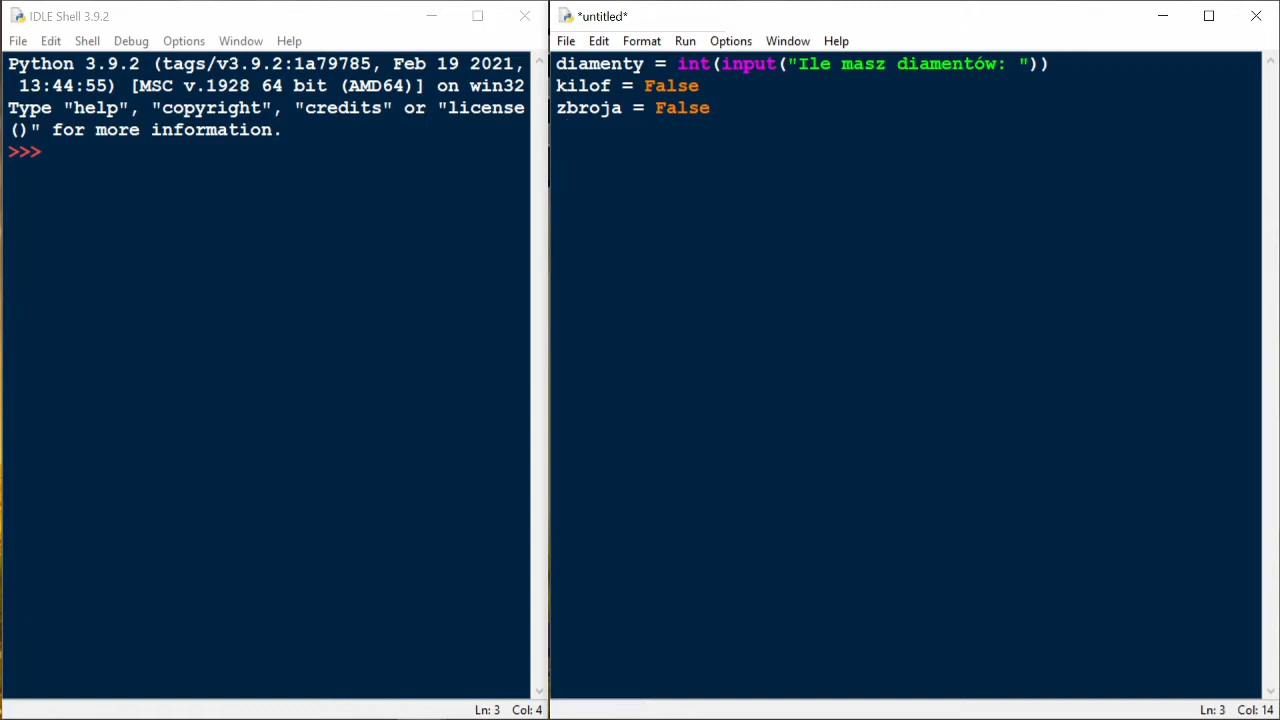 IDLE Shell 3.9.2
File Edit Shell Debug Options Window Help
Python 3.9.2 (tags/v3.9.2:1a79785, Feb 19 2021,
13:44:55) [MSC v.1928 64 bit (AMD64)] on win32
Type "help", "copyright", "credits" or "license
()" for more information.
>>>
Ln: 3 Col: 4
*untitled*
File Edit Format Run Options Window Help
diamenty = int(input("Ile masz diamentów: "))
kilof = False
zbroja = False
Ln: 3 Col: 14